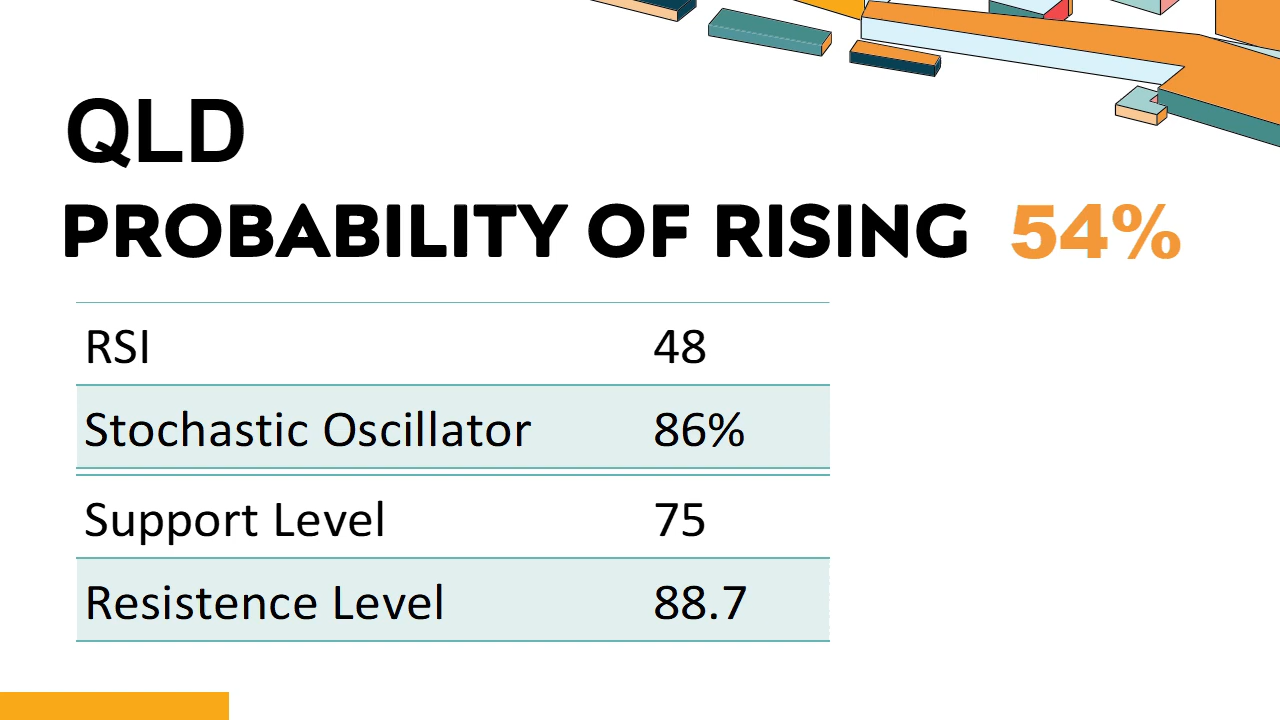 QLD
PROBABILITY OF RISING 54%
RSI 48
Stochastic Oscillator 86%
Support Level 75
Resistence Level 88.7